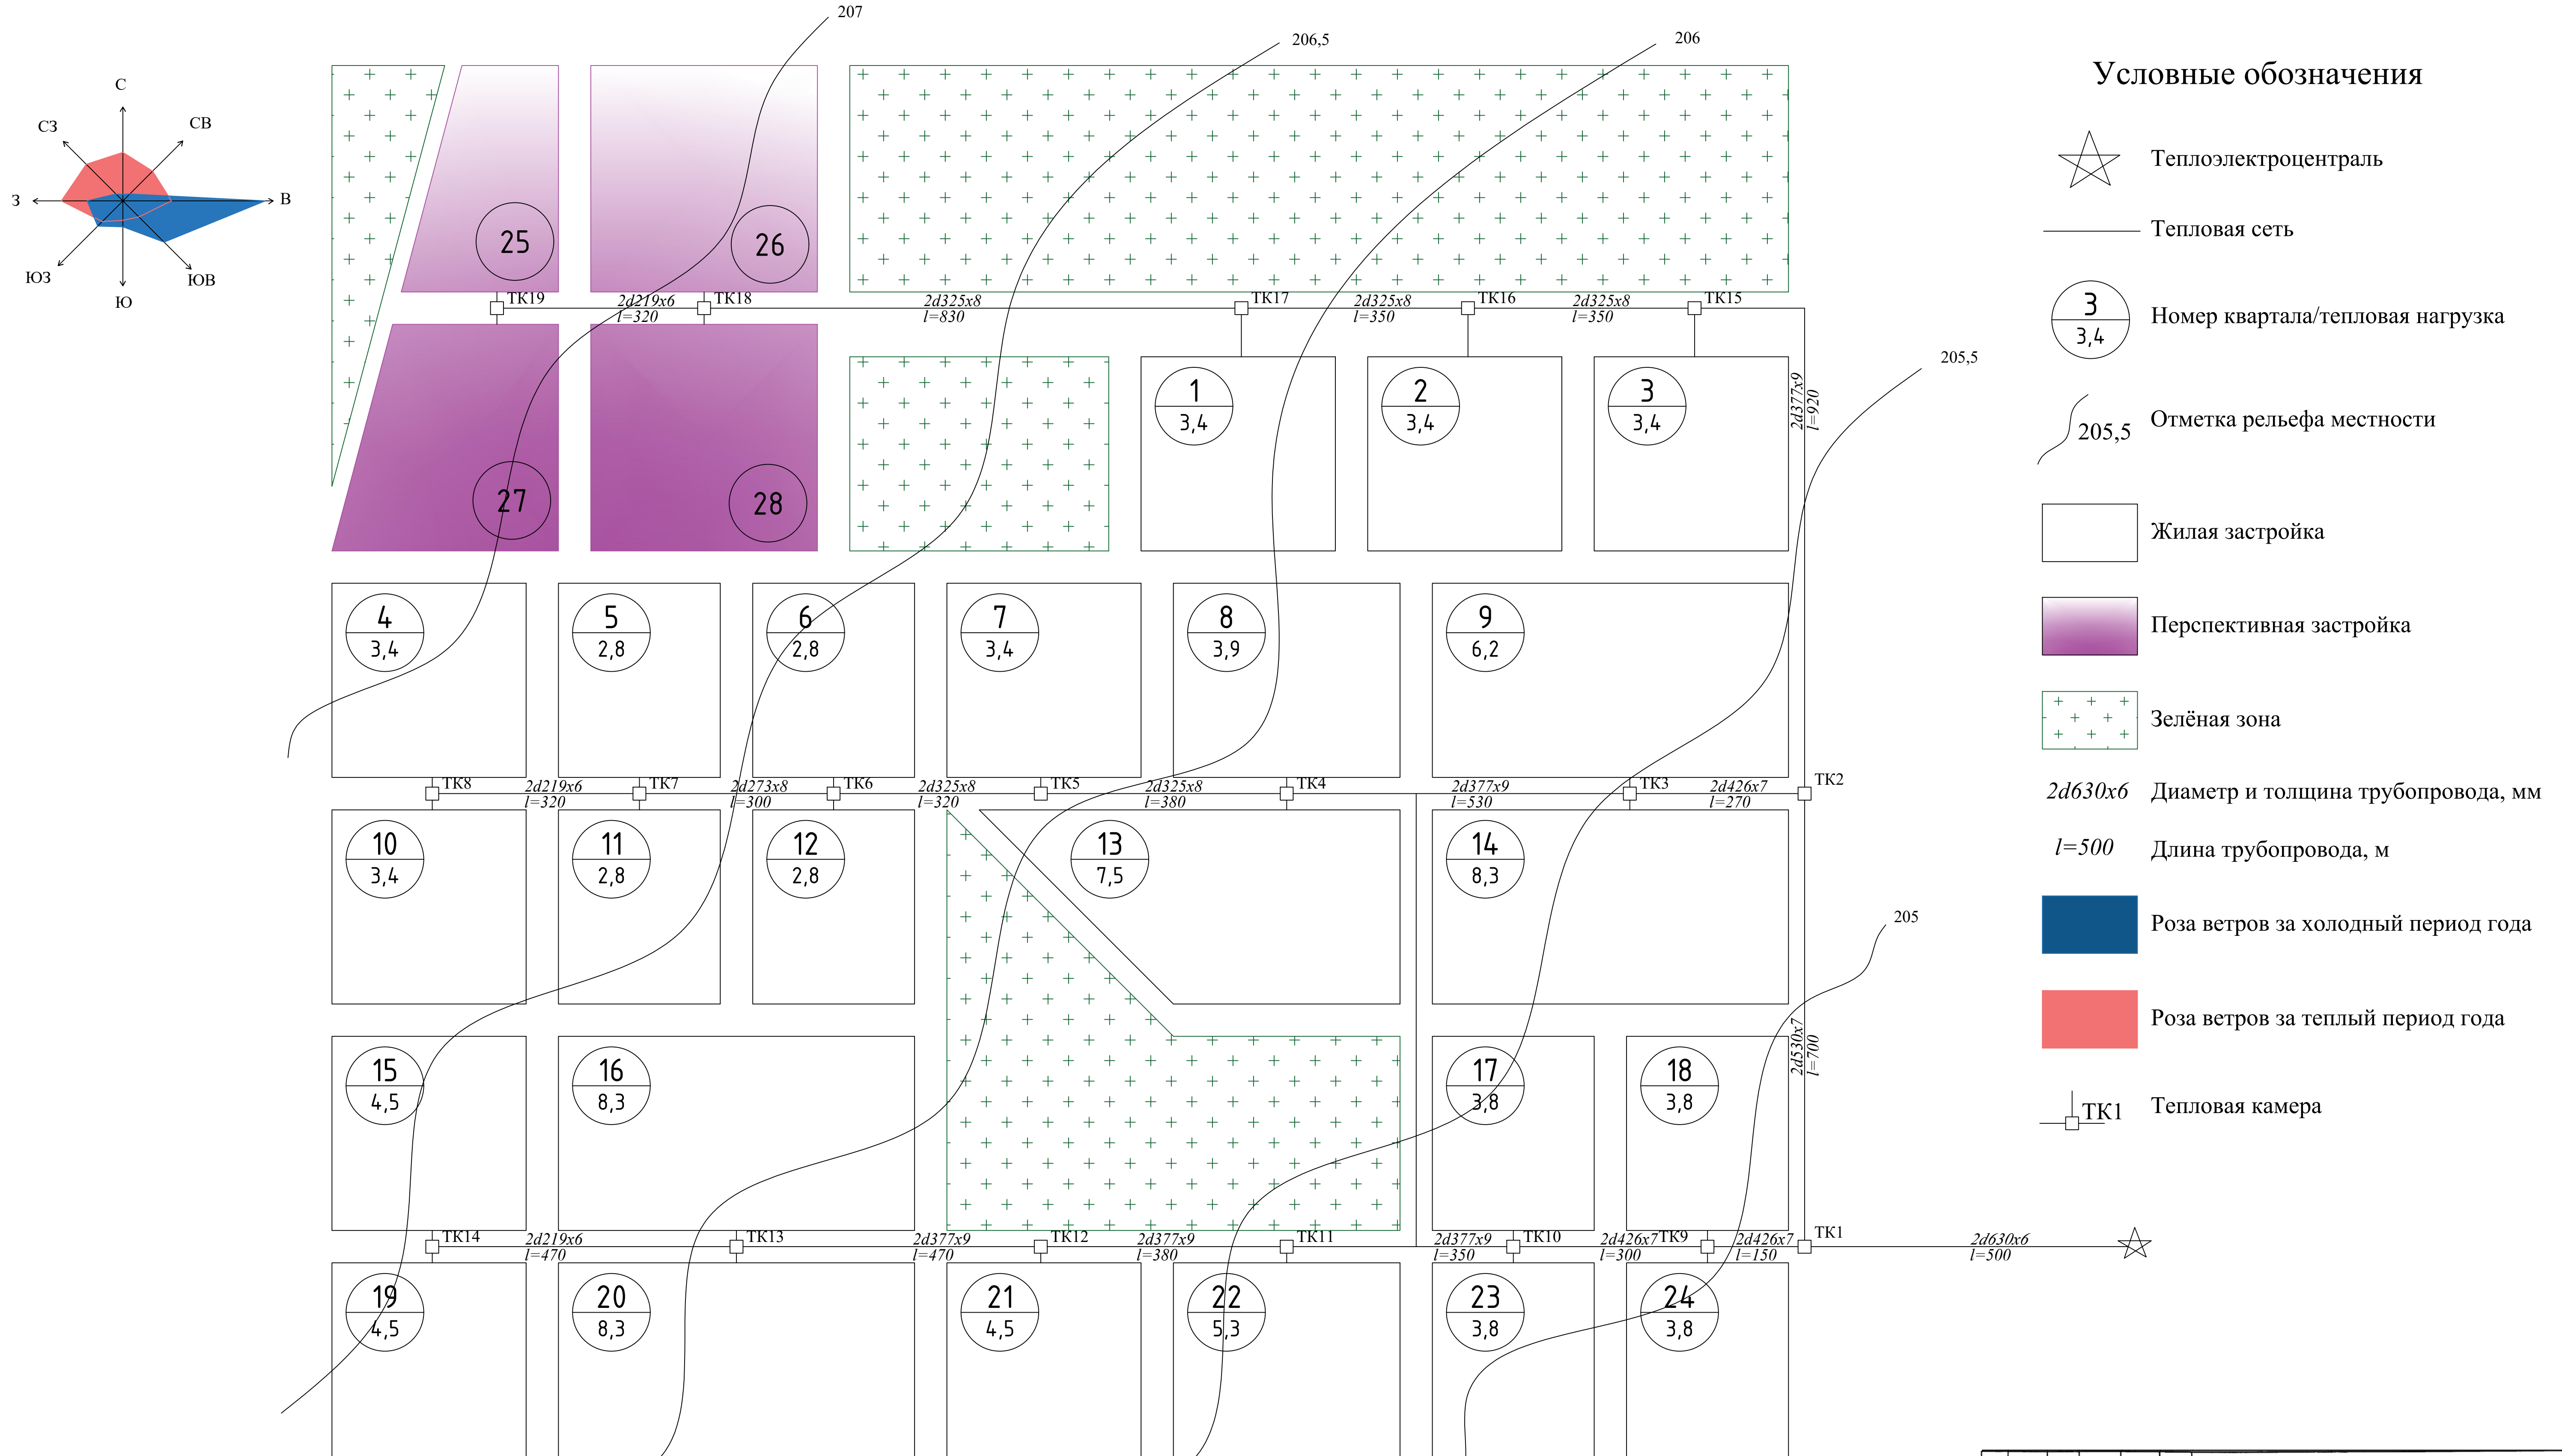 207
206,5
206
Условные обозначения
С
СЗ
СВ
З
В
ЮЗ
ЮВ
Ю
Теплоэлектроцентраль
Тепловая сеть
25
26
3
3,4
Номер квартала/тепловая нагрузка
ТК19
2d219x6
l=320
ТК18
2d325x8
l=830
ТК17
2d325x8
l=350
ТК16
2d325x8
l=350
ТК15
205,5
1
3,4
2
3,4
3
3,4
2d377x9
l=920
205,5
Отметка рельефа местности
27
28
Жилая застройка
4
3,4
5
2,8
6
2,8
7
3,4
8
3,9
9
6,2
Перспективная застройка
Зелёная зона
ТК8
2d219x6
l=320
ТК7
2d273x8
l=300
ТК6
2d325x8
l=320
ТК5
2d325x8
l=380
ТК4
2d377x9
l=530
ТК3
2d426x7
l=270
ТК2
2d630x6
Диаметр и толщина трубопровода, мм
l=500
Длина трубопровода, м
10
3,4
11
2,8
12
2,8
13
7,5
14
8,3
205
Роза ветров за холодный период года
Роза ветров за теплый период года
2d530x7
l=700
15
4,5
16
8,3
17
3,8
18
3,8
ТК1
Тепловая камера
ТК14
2d219x6
l=470
ТК13
2d377x9
l=470
ТК12
2d377x9
l=380
ТК11
2d377x9
l=350
ТК10
2d426x7
l=300
ТК9
2d426x7
l=150
ТК1
2d630x6
l=500
19
4,5
20
8,3
21
4,5
22
5,3
23
3,8
24
3,8